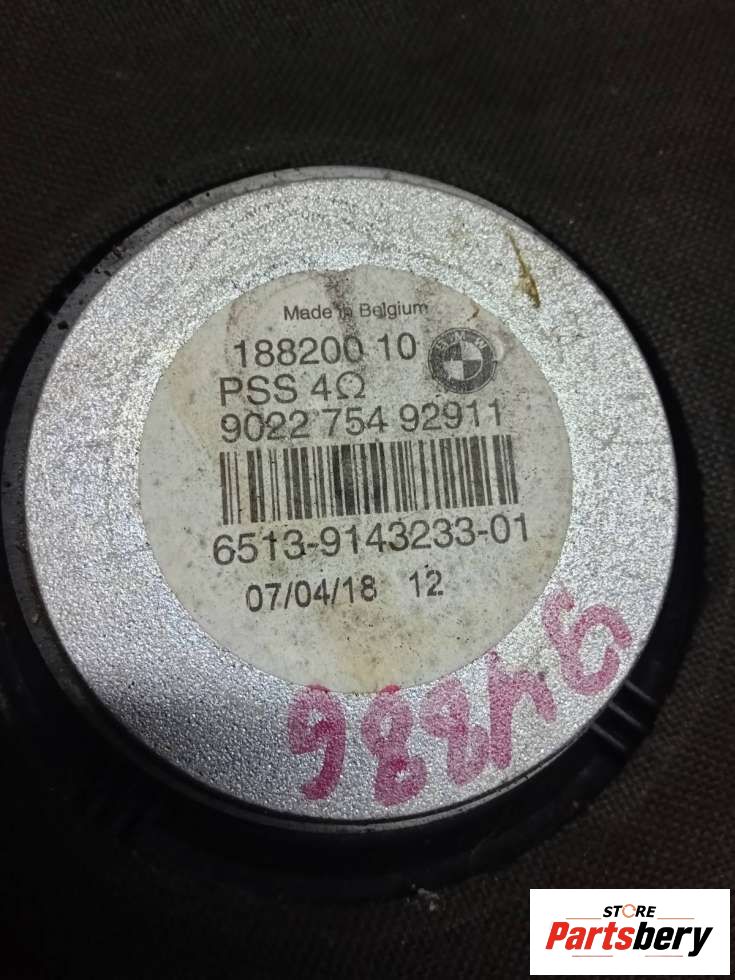 Made in Belgium
188200 10
BMW
PSS 4Ω
9022 754 92911
6513-9143233-01
07/04/18 12
STORE
Partsbery